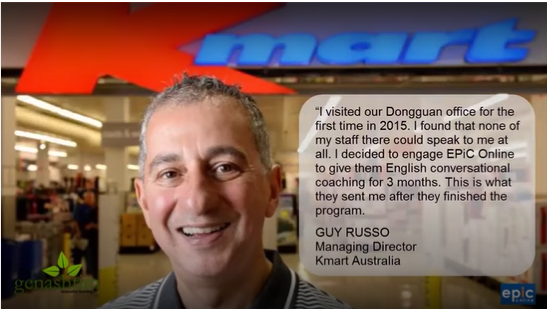 Kmart
“I visited our Dongguan office for the
first time in 2015. I found that none of
my staff there could speak to me at
all. I decided to engage EPiC Online
to give them English conversational
coaching for 3 months. This is what
they sent me after they finished the
program.
GUY RUSSO
Managing Director
Kmart Australia
epic
online